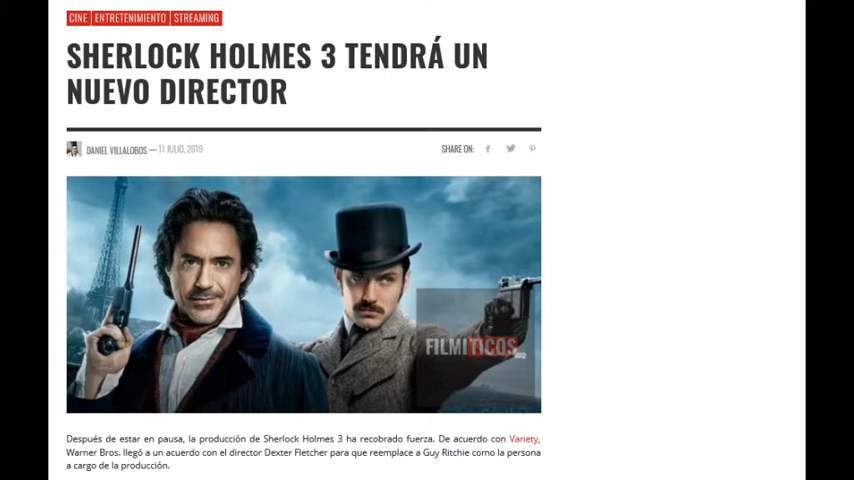 CINE ENTRETENIMIENTO STREAMING
SHERLOCK HOLMES 3 TENDRÁ UN
NUEVO DIRECTOR
DANIEL VILLALOBOS — 11 JULIO, 2019
SHARE ON:
FILMITICOS
Después de estar en pausa, la producción de Sherlock Holmes 3 ha recobrado fuerza. De acuerdo con Variety,
Warner Bros. llegó a un acuerdo con el director Dexter Fletcher para que reemplace a Guy Ritchie como la persona
a cargo de la producción.